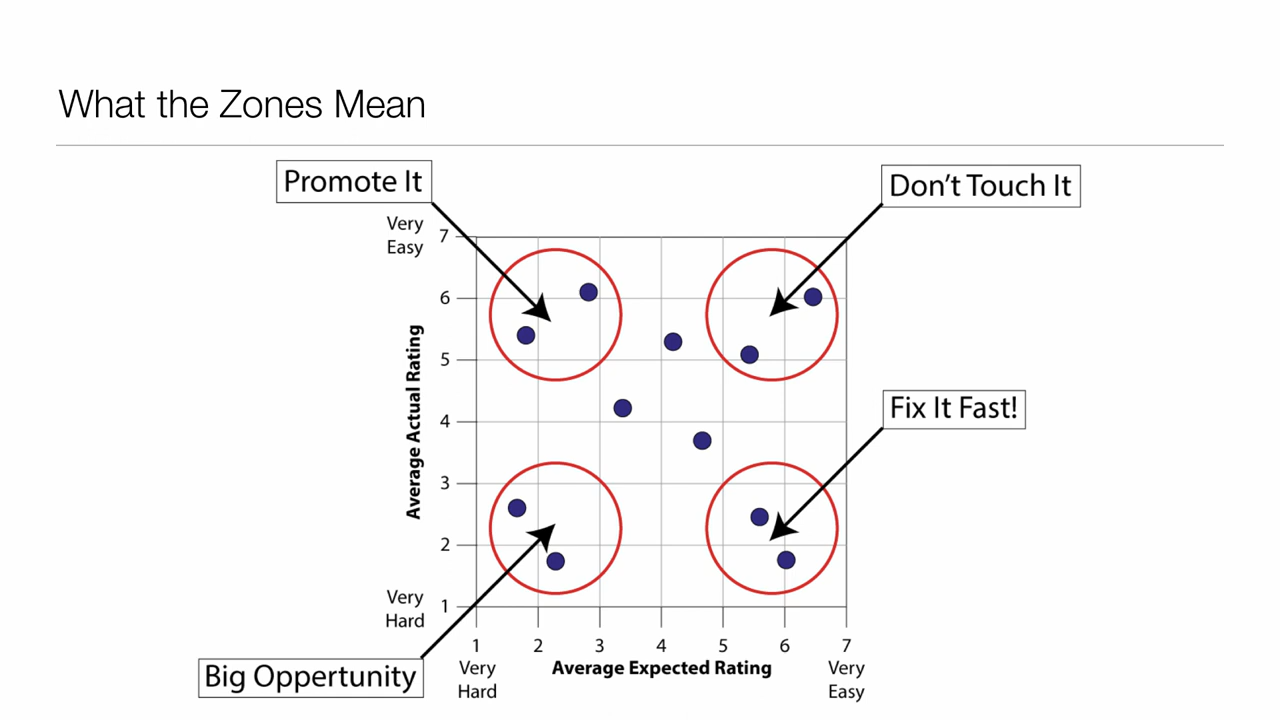 What the Zones Mean
Promote It
Don't Touch It
Very
Easy
7
6
5
4
3
2
1
Average Actual Rating
Fix It Fast!
Very
Hard
Big Oppertunity
1 2 3 4 5 6 7
Very
Hard
Average Expected Rating
Very
Easy